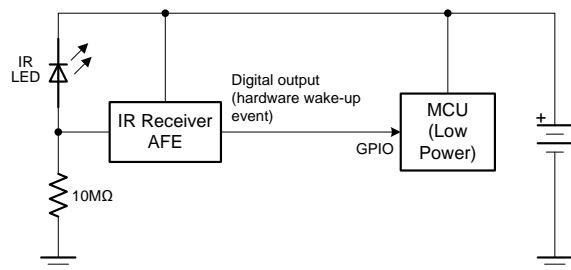 IR
LED
Digital output
(hardware wake-up
event)
IR Receiver
AFE
GPIO
MCU
(Low
Power)
+
10MΩ